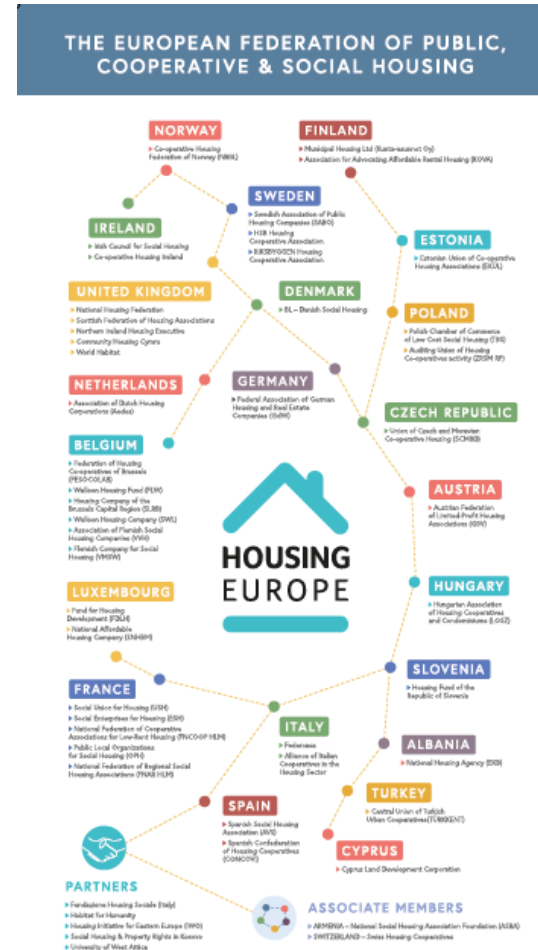 THE EUROPEAN FEDERATION OF PUBLIC,
COOPERATIVE & SOCIAL HOUSING
NORWAY
Co-operative Housing
Federation of Norway (NBBL)
FINLAND
Municipal Housing Ltd (Kunta-asunnot Oy)
Association for Advocating Affordable Rental Housing (KOVA)
SWEDEN
Swedish Association of Public
Housing Companies (SABO)
HSB Housing
Cooperative Association
RIKSBYGGEN Housing
Cooperative Association
IRELAND
Irish Council for Social Housing
Co-operative Housing Ireland
ESTONIA
Estonian Union of Co-operative
Housing Associations (EKÜL)
UNITED KINGDOM
National Housing Federation
Scottish Federation of Housing Associations
Northern Ireland Housing Executive
Community Housing Cymru
World Habitat
DENMARK
BL – Danish Social Housing
POLAND
Polish Chamber of Commerce
of Low Cost Social Housing (TBS)
Auditing Union of Housing
Co-operatives activity (ZRSM RP)
NETHERLANDS
Association of Dutch Housing
Corporations (Aedes)
GERMANY
Federal Association of German
Housing and Real Estate
Companies (GdW)
CZECH REPUBLIC
Union of Czech and Moravian
Co-operative Housing (SCMBD)
BELGIUM
Federation of Housing
Co-operatives of Brussels
(FESOCOLAB)
Walloon Housing Fund (FLW)
Housing Company of the
Brussels Capital Region (SLRB)
Walloon Housing Company (SWL)
Association of Flemish Social
Housing Companies (VVH)
Flemish Company for Social
Housing (VMSW)
AUSTRIA
Austrian Federation
of Limited-Profit Housing
Associations (GBV)
HOUSING
EUROPE
HUNGARY
Hungarian Association
of Housing Cooperatives
and Condominiums (LOSZ)
LUXEMBOURG
Fund for Housing
Development (FDLH)
National Affordable
Housing Company (SNHBM)
SLOVENIA
Housing Fund of the
Republic of Slovenia
FRANCE
Social Union for Housing (USH)
Social Enterprises for Housing (ESH)
National Federation of Cooperative
Associations for Low-Rent Housing (FNCOOP HLM)
Public Local Organizations
for Social Housing (OPH)
National Federation of Regional Social
Housing Associations (FNAR HLM)
ITALY
Federcasa
Alliance of Italian
Cooperatives in the
Housing Sector
ALBANIA
National Housing Agency (EKB)
TURKEY
Central Union of Turkish
Urban Cooperatives(TÜRKKENT)
SPAIN
Spanish Social Housing
Association (AVS)
Spanish Confederation
of Housing Cooperatives
(CONCOVI)
CYPRUS
Cyprus Land Development Corporation
PARTNERS
Fondazione Housing Sociale (Italy)
Habitat for Humanity
Housing Initiative for Eastern Europe (IWO)
Social Housing & Property Rights in Kosovo
University of West Attica
ASSOCIATE MEMBERS
ARMENIA – National Social Housing Association Foundation (ASBA)
SWITZERLAND – Swiss Housing Cooperatives